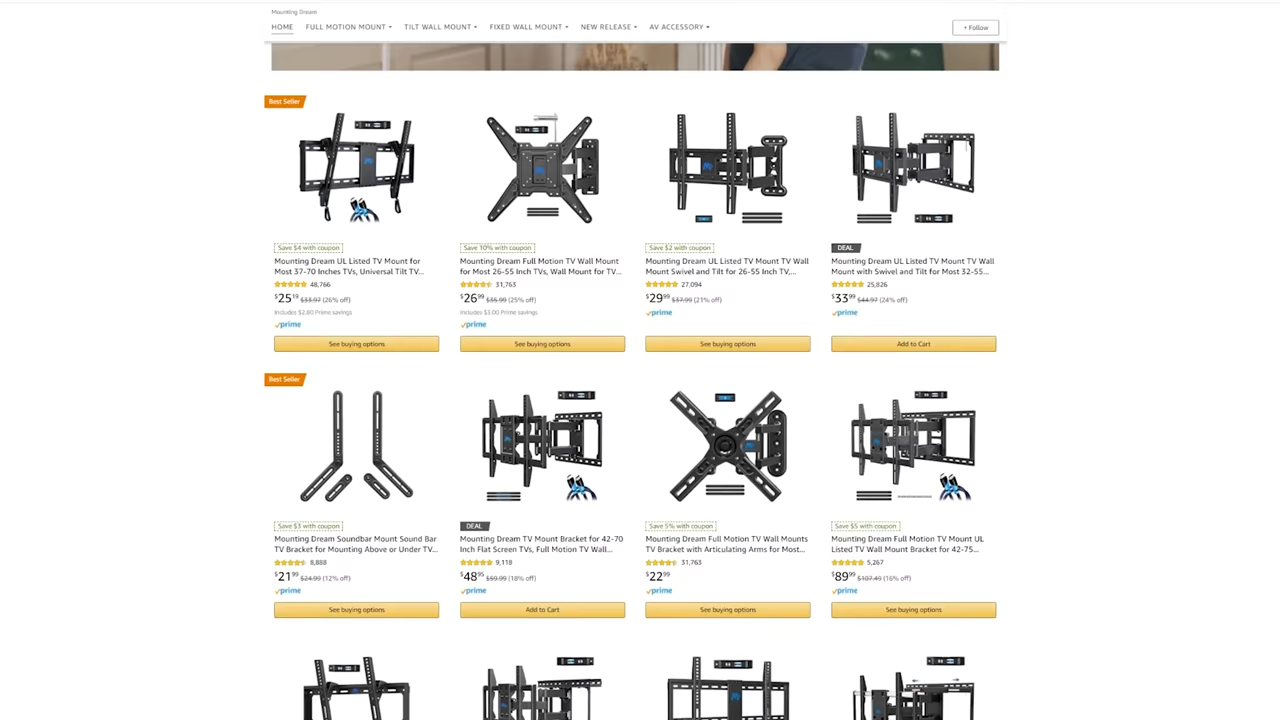 Mounting Dream
HOME FULL MOTION MOUNT TILT WALL MOUNT FIXED WALL MOUNT NEW RELEASE AV ACCESSORY + Follow
Best Seller
Save $4 with coupon
Mounting Dream UL Listed TV Mount for
Most 37-70 Inches TVs, Universal Tilt TV...
48,766
$25 19 $33.97 (26% off)
Includes $2.80 Prime savings
prime
See buying options
Save 10% with coupon
Mounting Dream Full Motion TV Wall Mount
for Most 26-55 Inch TVs, Wall Mount for TV...
31,763
$26 99 $35.99 (25% off)
Includes $3.00 Prime savings
prime
See buying options
Save $2 with coupon
Mounting Dream UL Listed TV Mount TV Wall
Mount Swivel and Tilt for 26-55 Inch TV,...
27,094
$29 99 $37.99 (21% off)
prime
See buying options
DEAL
Mounting Dream UL Listed TV Mount TV Wall
Mount with Swivel and Tilt for Most 32-55...
25,826
$33 99 $44.97 (24% off)
prime
Add to Cart
Best Seller
Save $3 with coupon
Mounting Dream Soundbar Mount Sound Bar
TV Bracket for Mounting Above or Under TV...
8,888
$21 99 $24.99 (12% off)
prime
See buying options
DEAL
Mounting Dream TV Mount Bracket for 42-70
Inch Flat Screen TVs, Full Motion TV Wall...
9,118
$48 95 $59.99 (18% off)
prime
Add to Cart
Save 5% with coupon
Mounting Dream Full Motion TV Wall Mounts
TV Bracket with Articulating Arms for Most...
31,763
$22 99
prime
See buying options
Save $5 with coupon
Mounting Dream Full Motion TV Mount UL
Listed TV Wall Mount Bracket for 42-75...
5,267
$89 99 $107.49 (16% off)
prime
See buying options